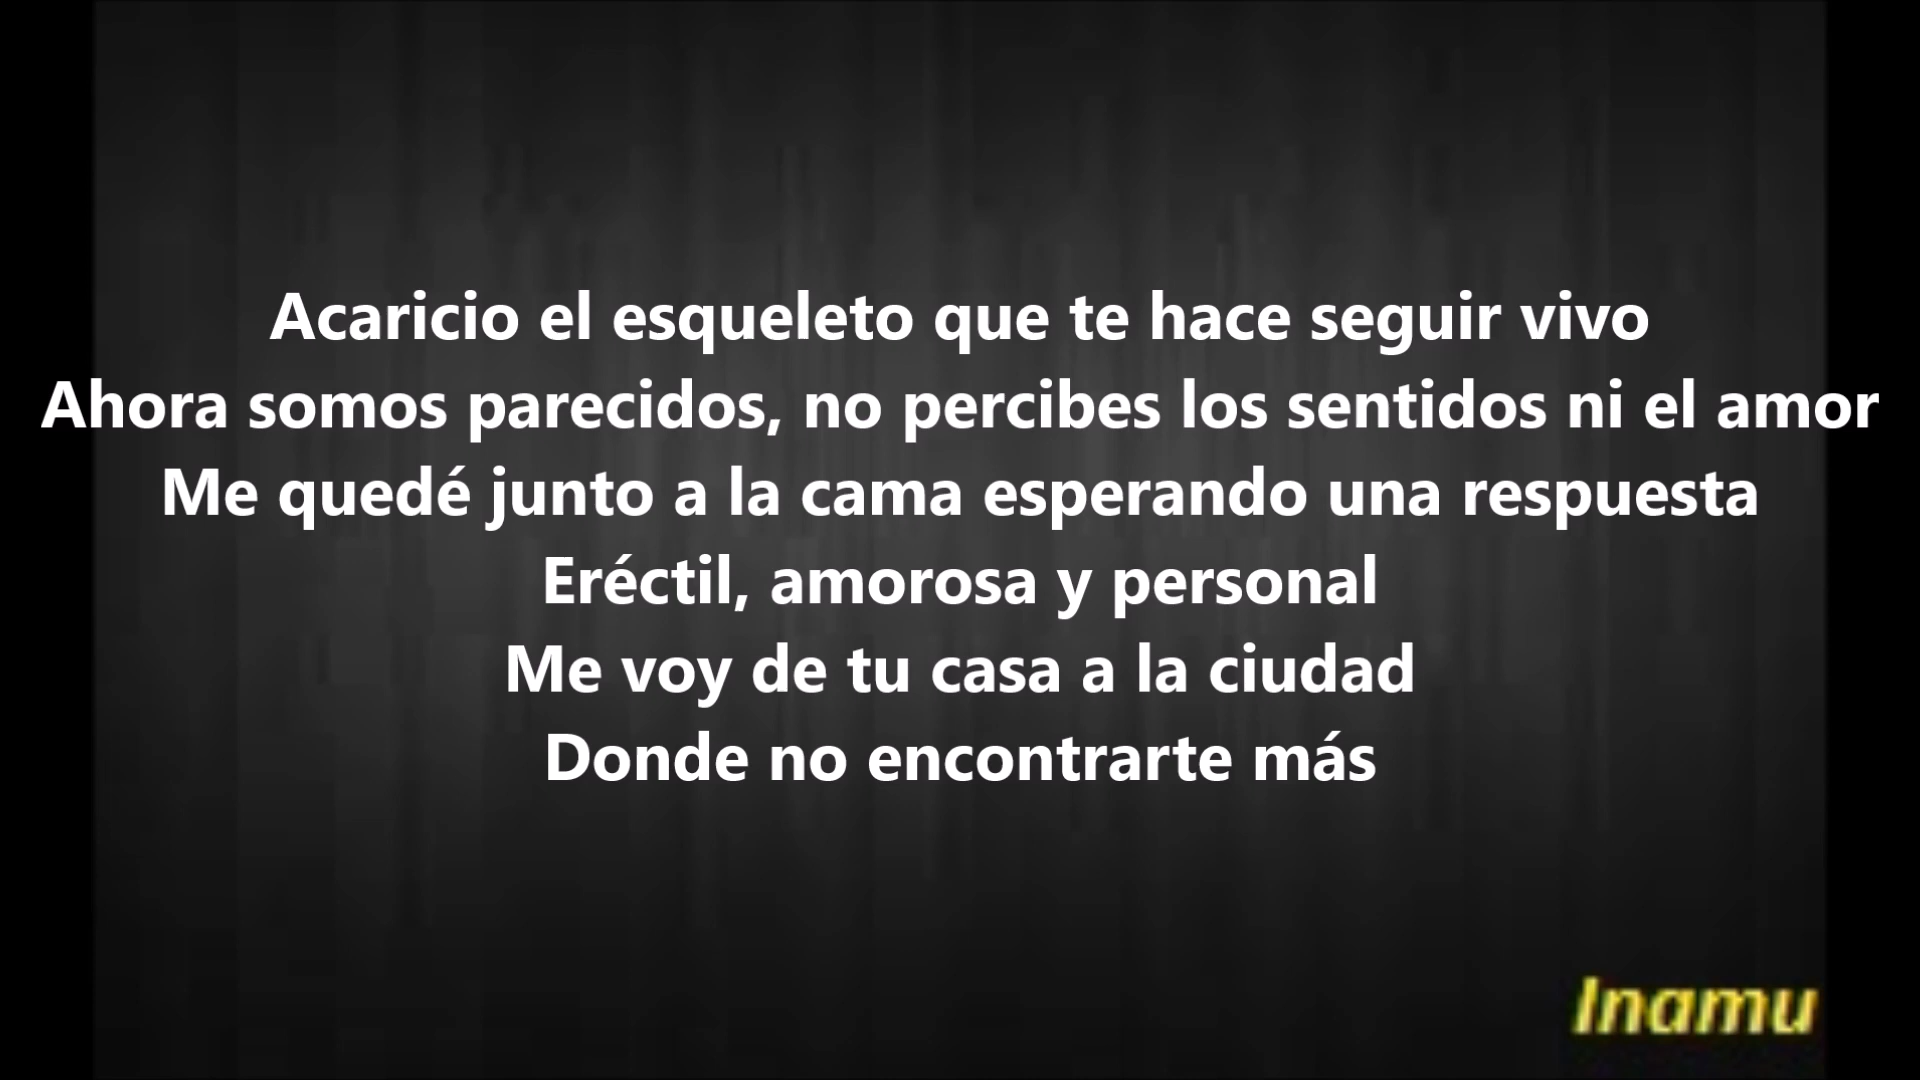 Acaricio el esqueleto que te hace seguir vivo
Ahora somos parecidos, no percibes los sentidos ni el amor
Me quedé junto a la cama esperando una respuesta
Eréctil, amorosa y personal
Me voy de tu casa a la ciudad
Donde no encontrarte más
Inamu